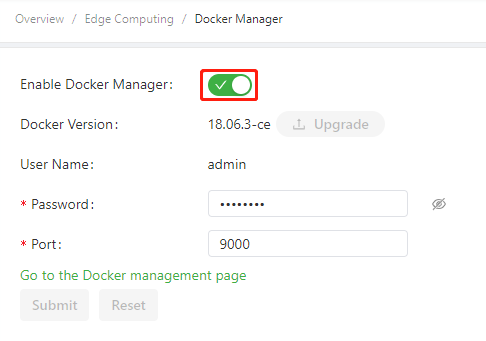 Overview / Edge Computing / Docker Manager
Enable Docker Manager:
Docker Version: 18.06.3-ce Upgrade
User Name: admin
* Password: ••••••••
* Port: 9000
Go to the Docker management page
Submit Reset